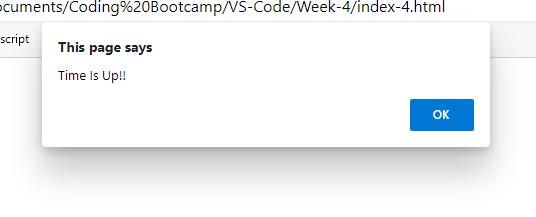 ocuments/Coding%20Bootcamp/VS-Code/Week-4/index-4.html
script
This page says
Time Is Up!!
OK